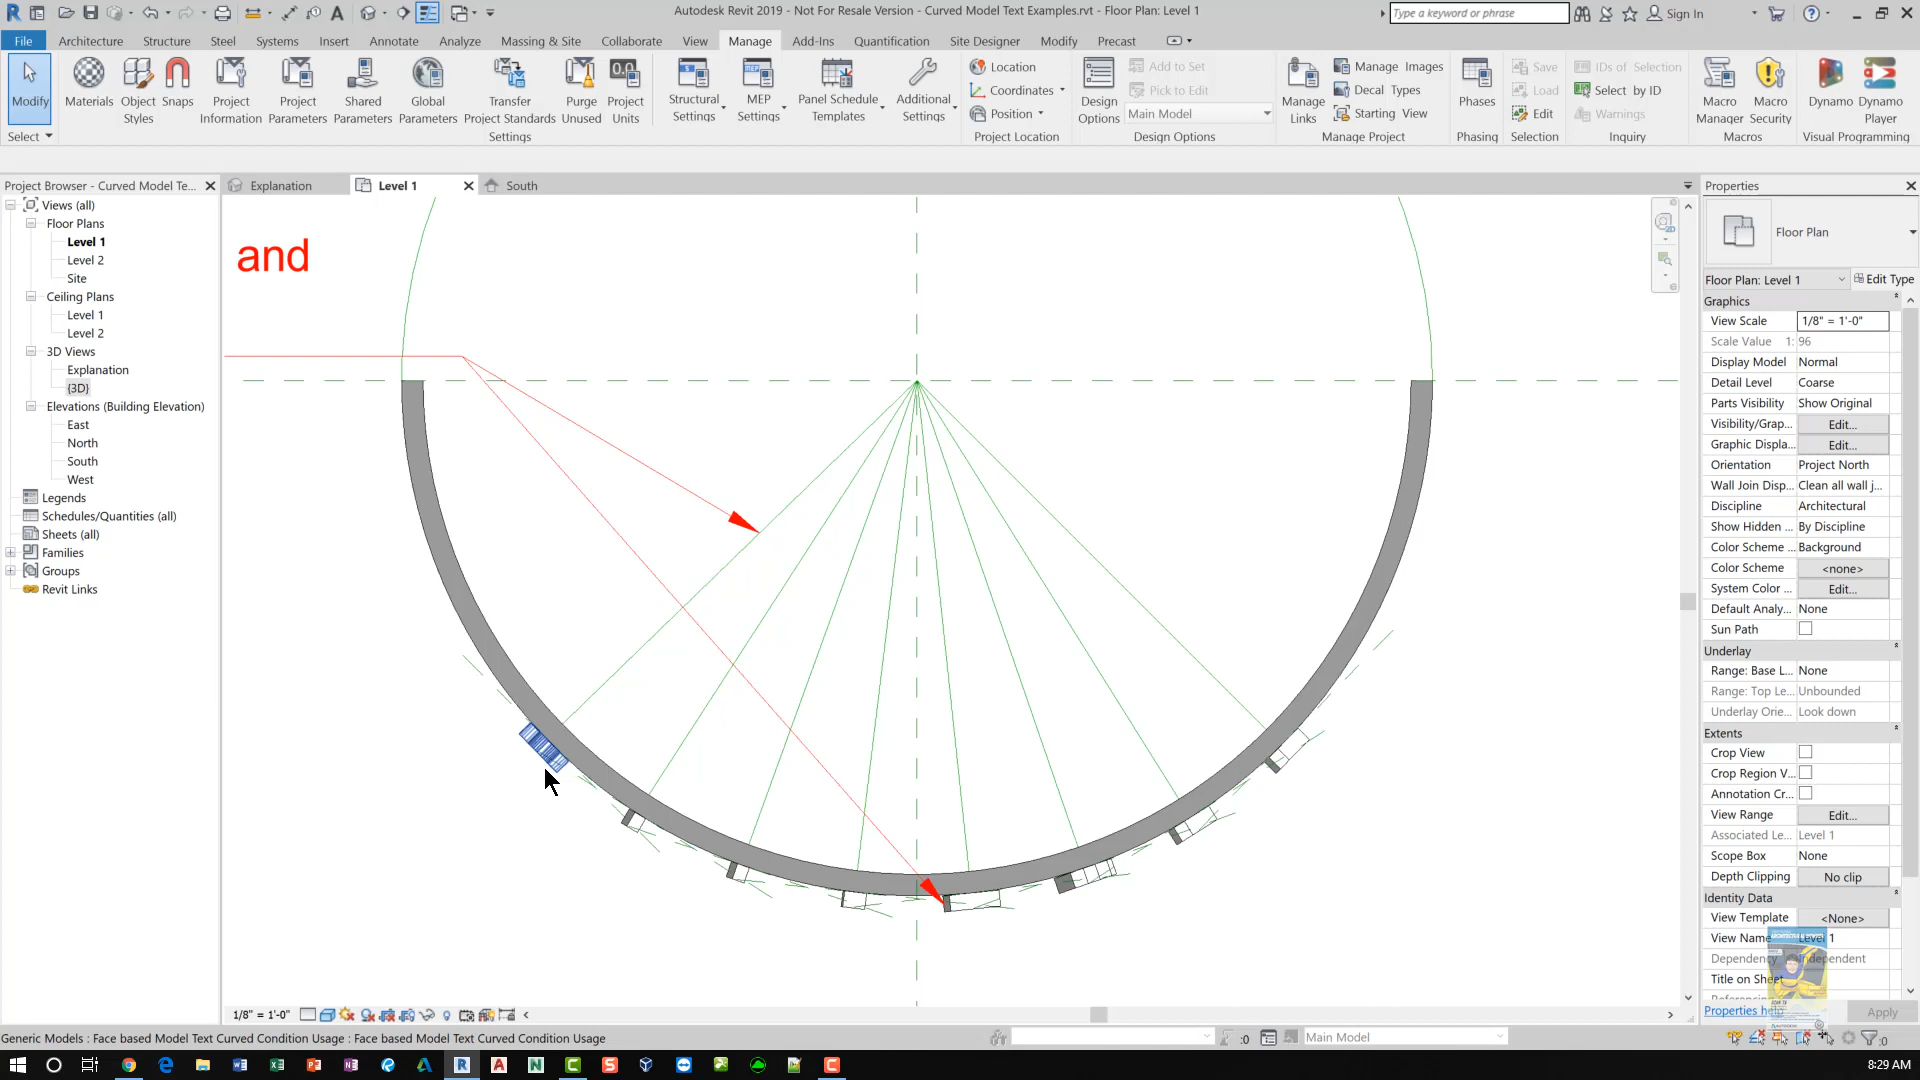 Autodesk Revit 2019 - Not For Resale Version - Curved Model Text Examples.rvt - Floor Plan: Level 1
Type a keyword or phrase
Sign In
File Architecture Structure Steel Systems Insert Annotate Analyze Massing & Site Collaborate View Manage Add-Ins Quantification Site Designer Modify Precast
Modify
Materials
Object Styles
Snaps
Project Information
Project Parameters
Shared Parameters
Global Parameters
Transfer Project Standards
Purge Unused
Project Units
Structural Settings
MEP Settings
Panel Schedule Templates
Additional Settings
Location
Coordinates
Position
Design Options
Add to Set
Pick to Edit
Main Model
Manage Links
Manage Images
Decal Types
Starting View
Phases
Save
Load
Edit
IDs of Selection
Select by ID
Warnings
Macro Manager
Macro Security
Dynamo
Dynamo Player
Select
Settings
Project Location
Design Options
Manage Project
Phasing
Selection
Inquiry
Macros
Visual Programming
Project Browser - Curved Model Te...
Views (all)
Floor Plans
Level 1
Level 2
Site
Ceiling Plans
Level 1
Level 2
3D Views
Explanation
{3D}
Elevations (Building Elevation)
East
North
South
West
Legends
Schedules/Quantities (all)
Sheets (all)
Families
Groups
Revit Links
Explanation
Level 1
South
and
Properties
Floor Plan
Floor Plan: Level 1
Edit Type
Graphics
View Scale 1/8" = 1'-0"
Scale Value 1: 96
Display Model Normal
Detail Level Coarse
Parts Visibility Show Original
Visibility/Grap... Edit...
Graphic Displa... Edit...
Orientation Project North
Wall Join Disp... Clean all wall j...
Discipline Architectural
Show Hidden ... By Discipline
Color Scheme ... Background
Color Scheme <none>
System Color ... Edit...
Default Analy... None
Sun Path
Underlay
Range: Base L... None
Range: Top Le... Unbounded
Underlay Orie... Look down
Extents
Crop View
Crop Region V...
Annotation Cr...
View Range Edit...
Associated Le... Level 1
Scope Box None
Depth Clipping No clip
Identity Data
View Template <None>
View Name Level 1
Dependency Independent
Title on Sheet
Properties help
Apply
1/8" = 1'-0"
Generic Models : Face based Model Text Curved Condition Usage : Face based Model Text Curved Condition Usage
:0
Main Model
:0
8:29 AM